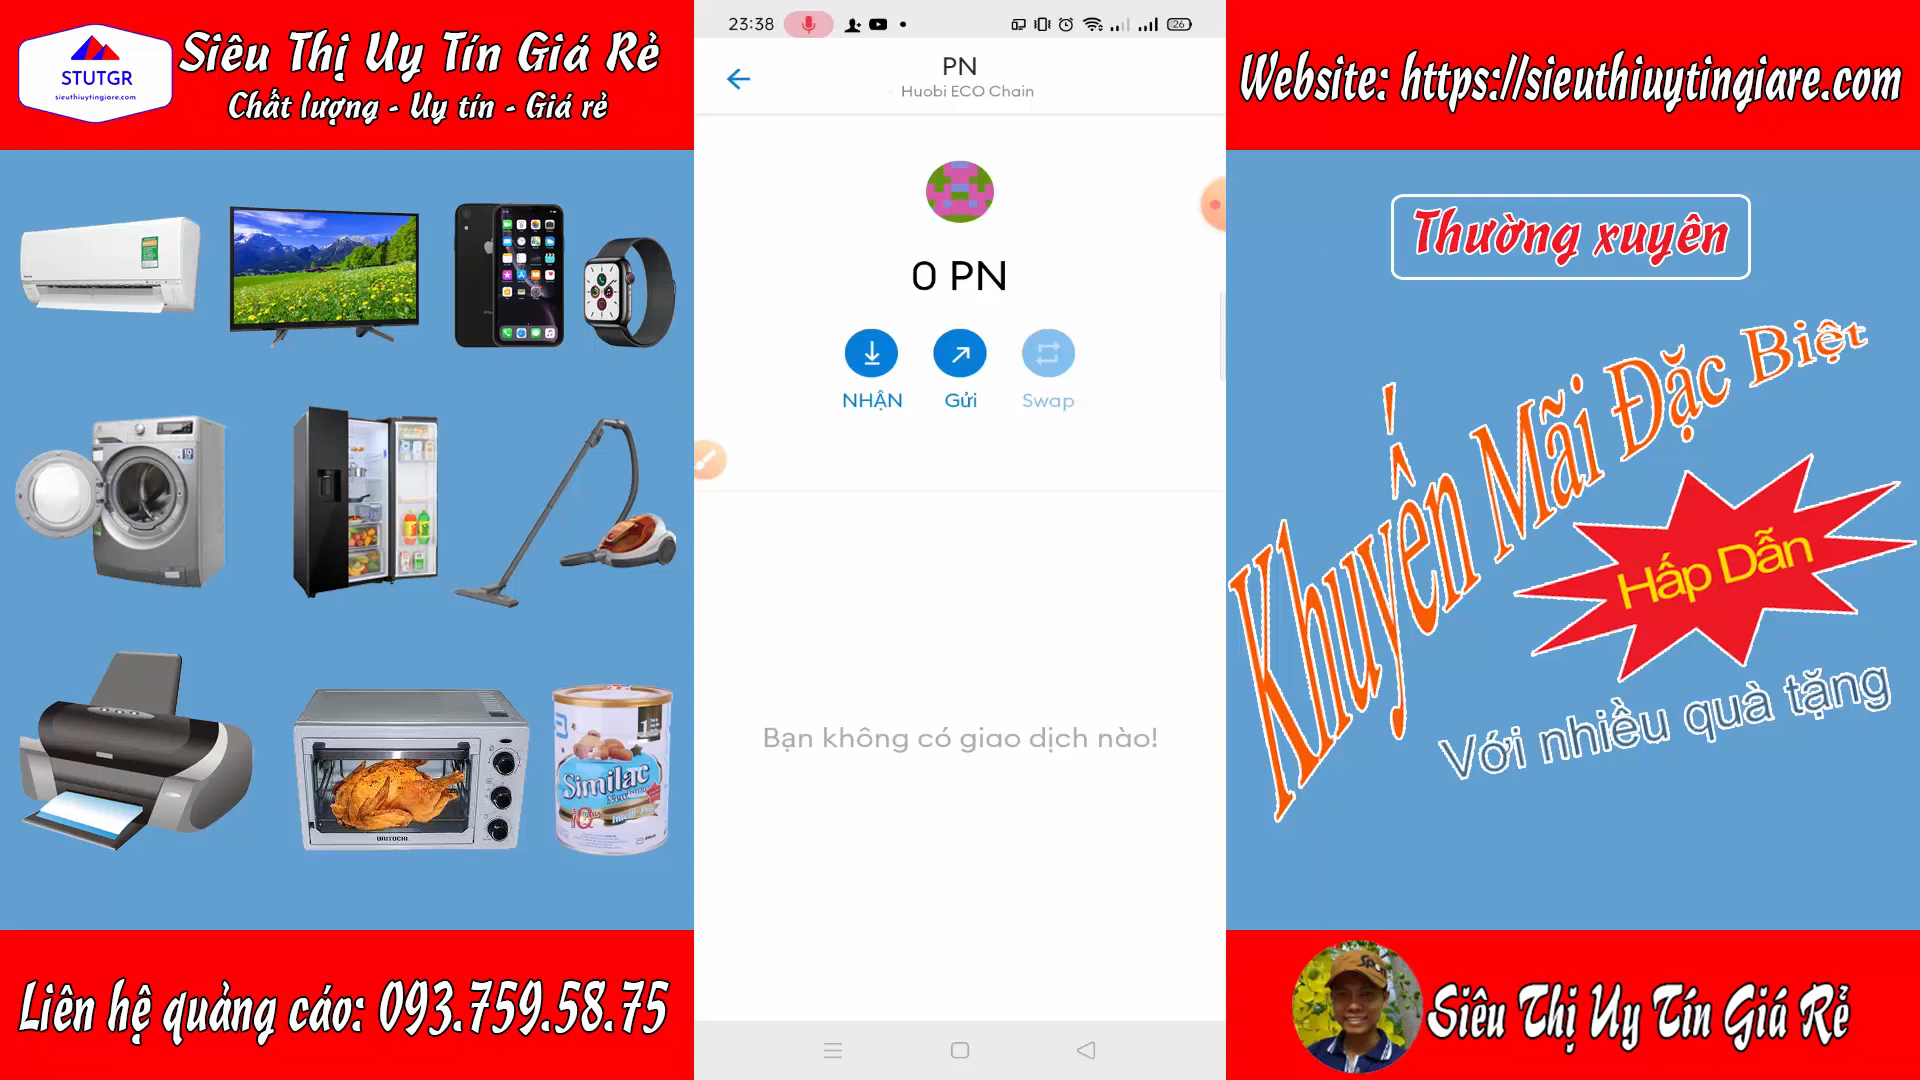 STUTGR
sieuthiuytingiare.com
Siêu Thị Uy Tín Giá Rẻ
Chất lượng - Uy tín - Giá rẻ
23:38
26
PN
Huobi ECO Chain
0 PN
NHẬN
Gửi
Swap
Bạn không có giao dịch nào!
Website: https://sieuthiuytingiare.com
Thường xuyên
Khuyến Mãi Đặc Biệt
Hấp Dẫn
Với nhiều quà tặng
Similac
IQ
Liên hệ quảng cáo: 093.759.58.75
Siêu Thị Uy Tín Giá Rẻ